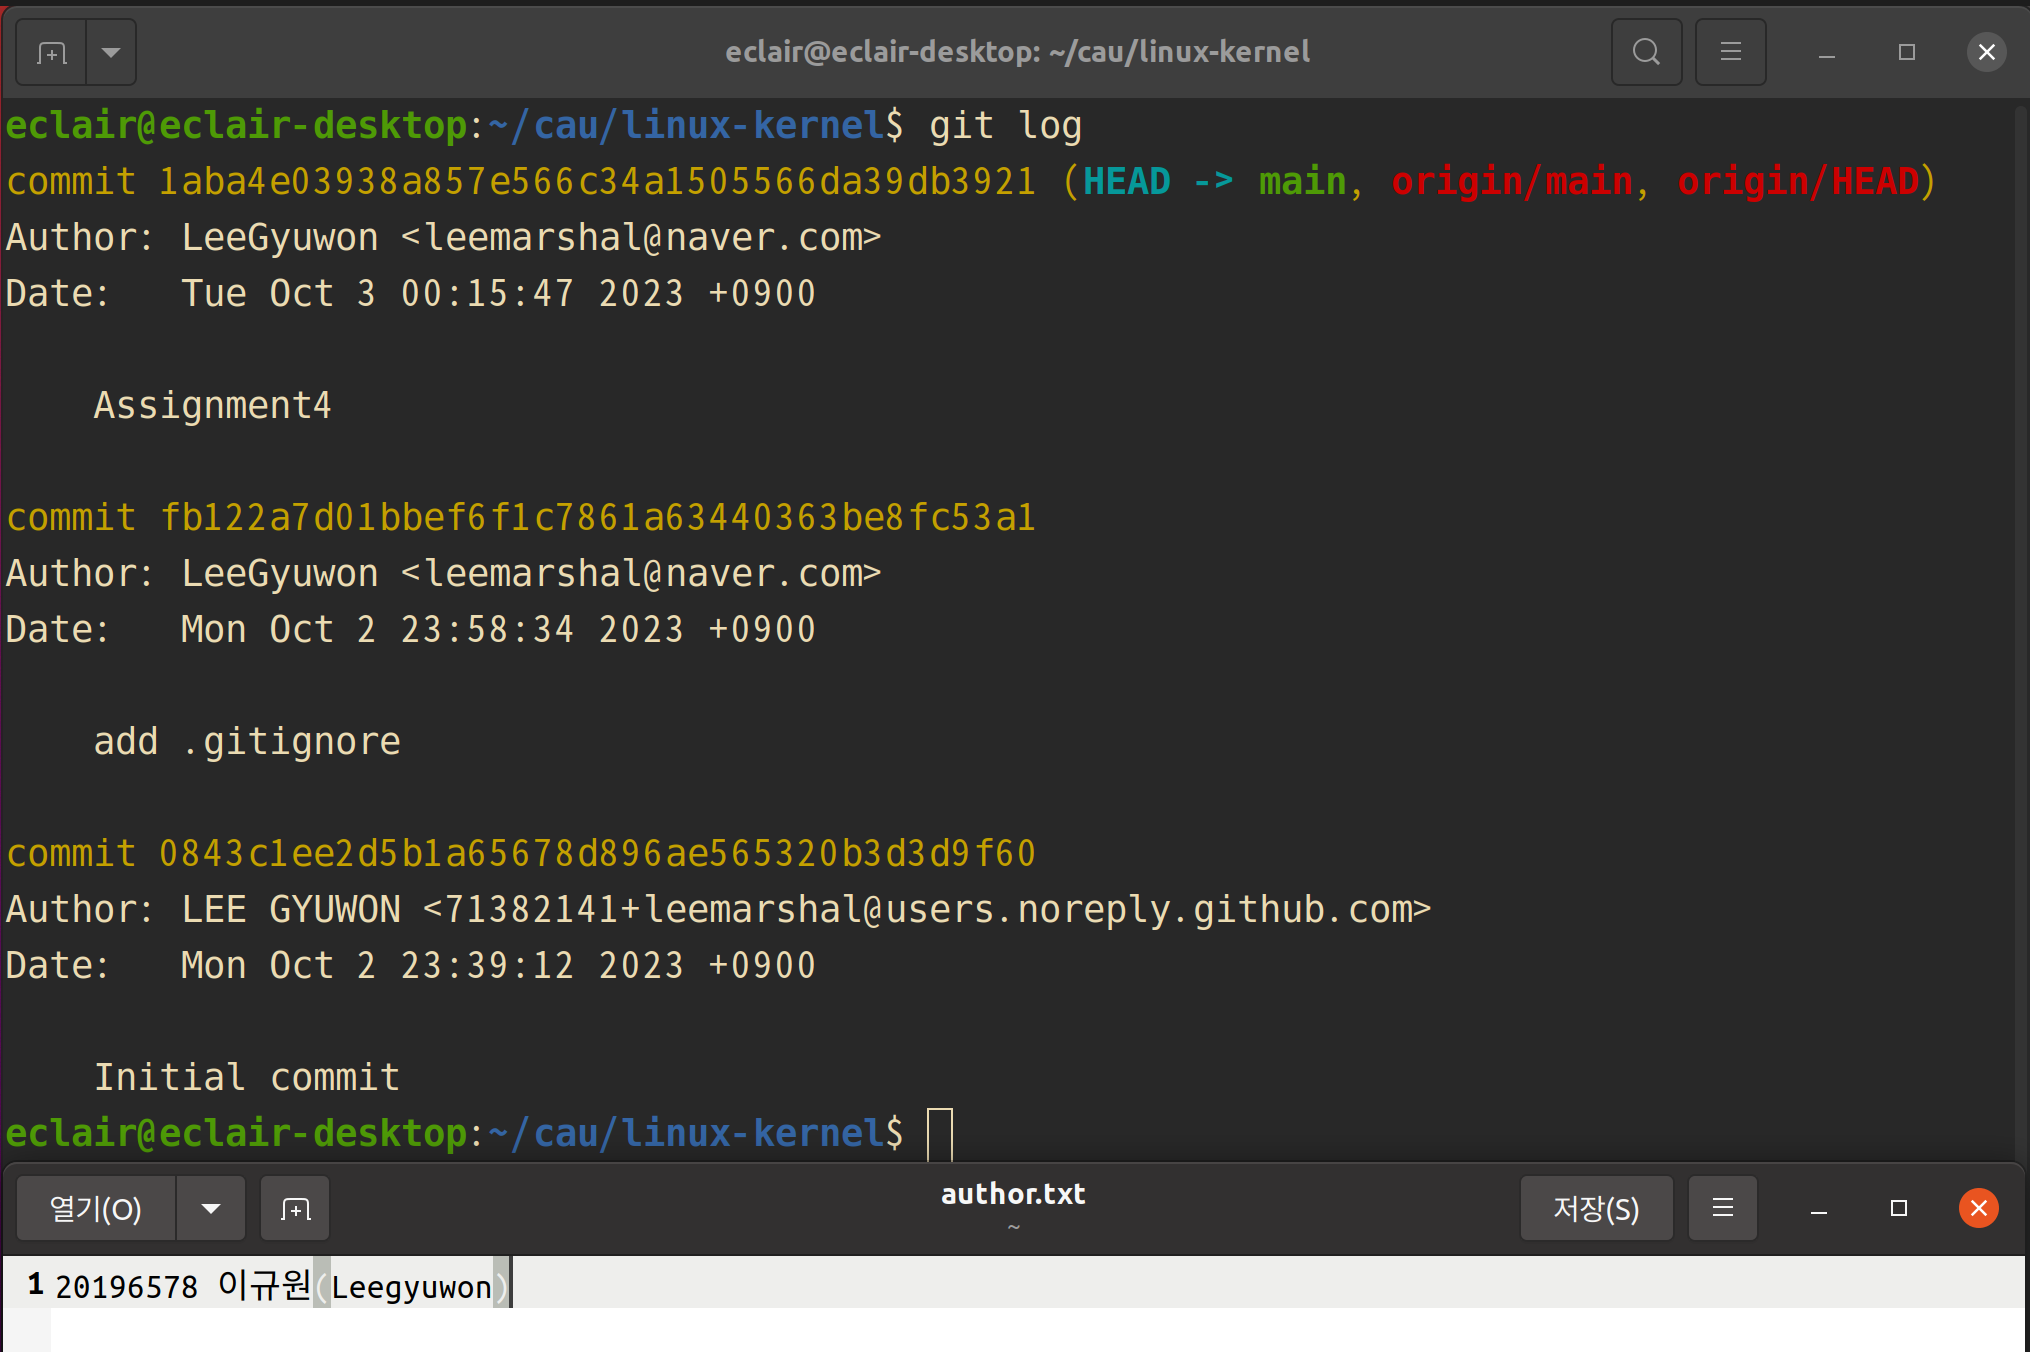 eclair@eclair-desktop: ~/cau/linux-kernel
eclair@eclair-desktop:~/cau/linux-kernel$ git log
commit 1aba4e03938a857e566c34a1505566da39db3921 (HEAD -> main, origin/main, origin/HEAD)
Author: LeeGyuwon <leemarshal@naver.com>
Date:   Tue Oct 3 00:15:47 2023 +0900
Assignment4
commit fb122a7d01bbef6f1c7861a63440363be8fc53a1
Author: LeeGyuwon <leemarshal@naver.com>
Date:   Mon Oct 2 23:58:34 2023 +0900
add .gitignore
commit 0843c1ee2d5b1a65678d896ae565320b3d3d9f60
Author: LEE GYUWON <71382141+leemarshal@users.noreply.github.com>
Date:   Mon Oct 2 23:39:12 2023 +0900
Initial commit
eclair@eclair-desktop:~/cau/linux-kernel$
열기(O) author.txt 저장(S)
~
1 20196578 이규원(Leegyuwon)